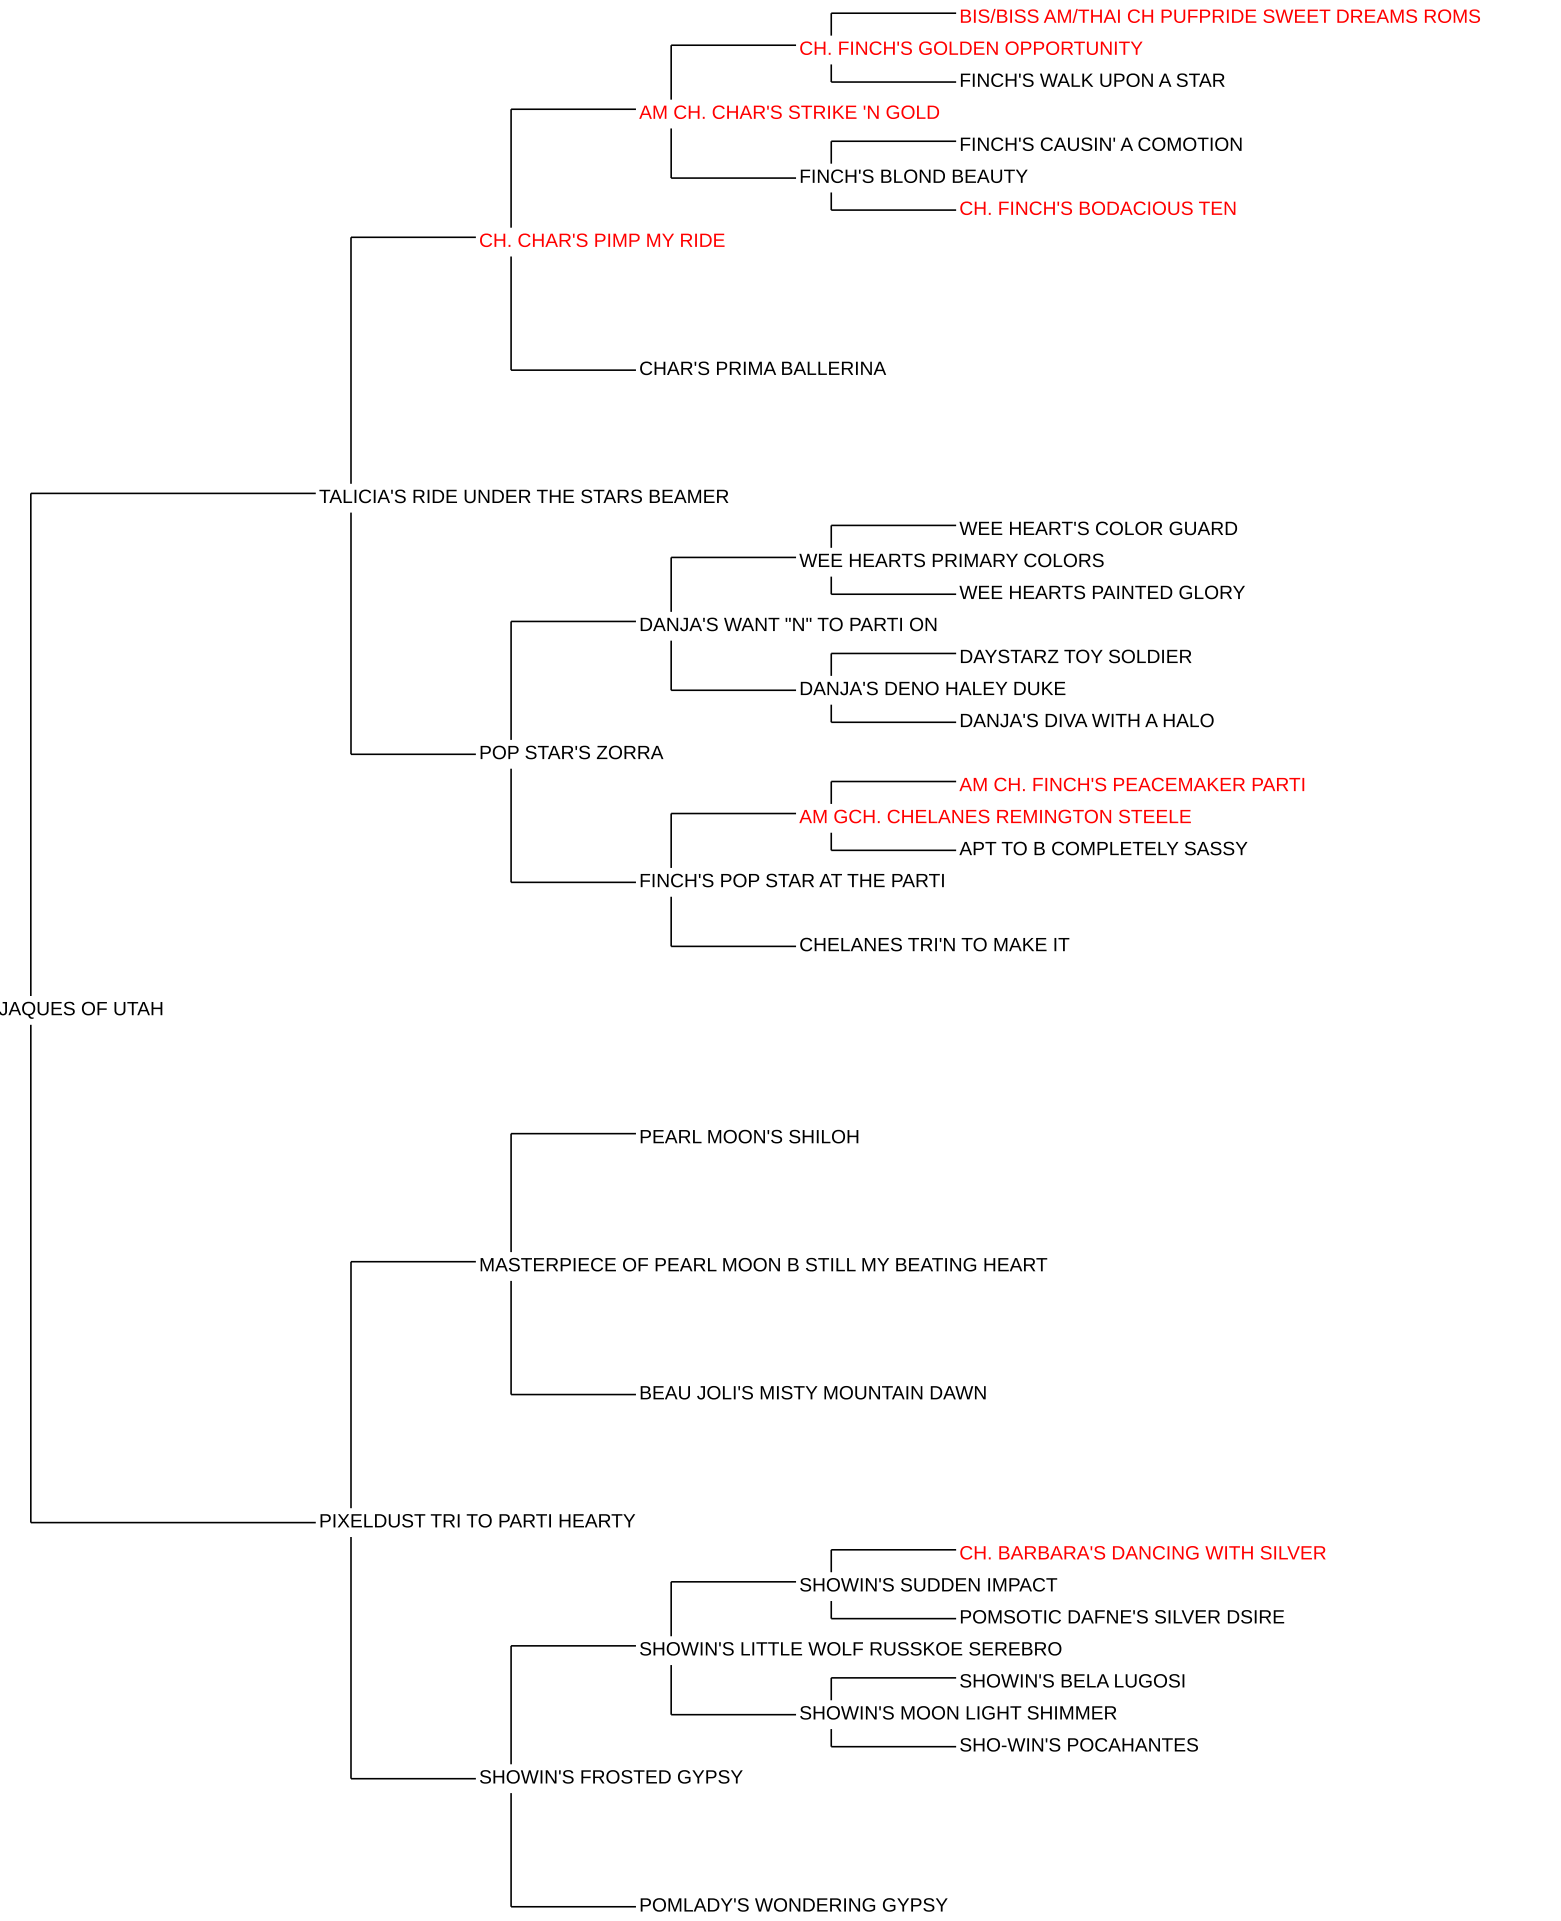 BIS/BISS AM/THAI CH PUFPRIDE SWEET DREAMS ROMS
CH. FINCH'S GOLDEN OPPORTUNITY
FINCH'S WALK UPON A STAR
AM CH. CHAR'S STRIKE 'N GOLD
FINCH'S CAUSIN' A COMOTION
FINCH'S BLOND BEAUTY
CH. FINCH'S BODACIOUS TEN
CH. CHAR'S PIMP MY RIDE
CHAR'S PRIMA BALLERINA
TALICIA'S RIDE UNDER THE STARS BEAMER
WEE HEART'S COLOR GUARD
WEE HEARTS PRIMARY COLORS
WEE HEARTS PAINTED GLORY
DANJA'S WANT "N" TO PARTI ON
DAYSTARZ TOY SOLDIER
DANJA'S DENO HALEY DUKE
DANJA'S DIVA WITH A HALO
POP STAR'S ZORRA
AM CH. FINCH'S PEACEMAKER PARTI
AM GCH. CHELANES REMINGTON STEELE
APT TO B COMPLETELY SASSY
FINCH'S POP STAR AT THE PARTI
CHELANES TRI'N TO MAKE IT
JAQUES OF UTAH
PEARL MOON'S SHILOH
MASTERPIECE OF PEARL MOON B STILL MY BEATING HEART
BEAU JOLI'S MISTY MOUNTAIN DAWN
PIXELDUST TRI TO PARTI HEARTY
CH. BARBARA'S DANCING WITH SILVER
SHOWIN'S SUDDEN IMPACT
POMSOTIC DAFNE'S SILVER DSIRE
SHOWIN'S LITTLE WOLF RUSSKOE SEREBRO
SHOWIN'S BELA LUGOSI
SHOWIN'S MOON LIGHT SHIMMER
SHO-WIN'S POCAHANTES
SHOWIN'S FROSTED GYPSY
POMLADY'S WONDERING GYPSY